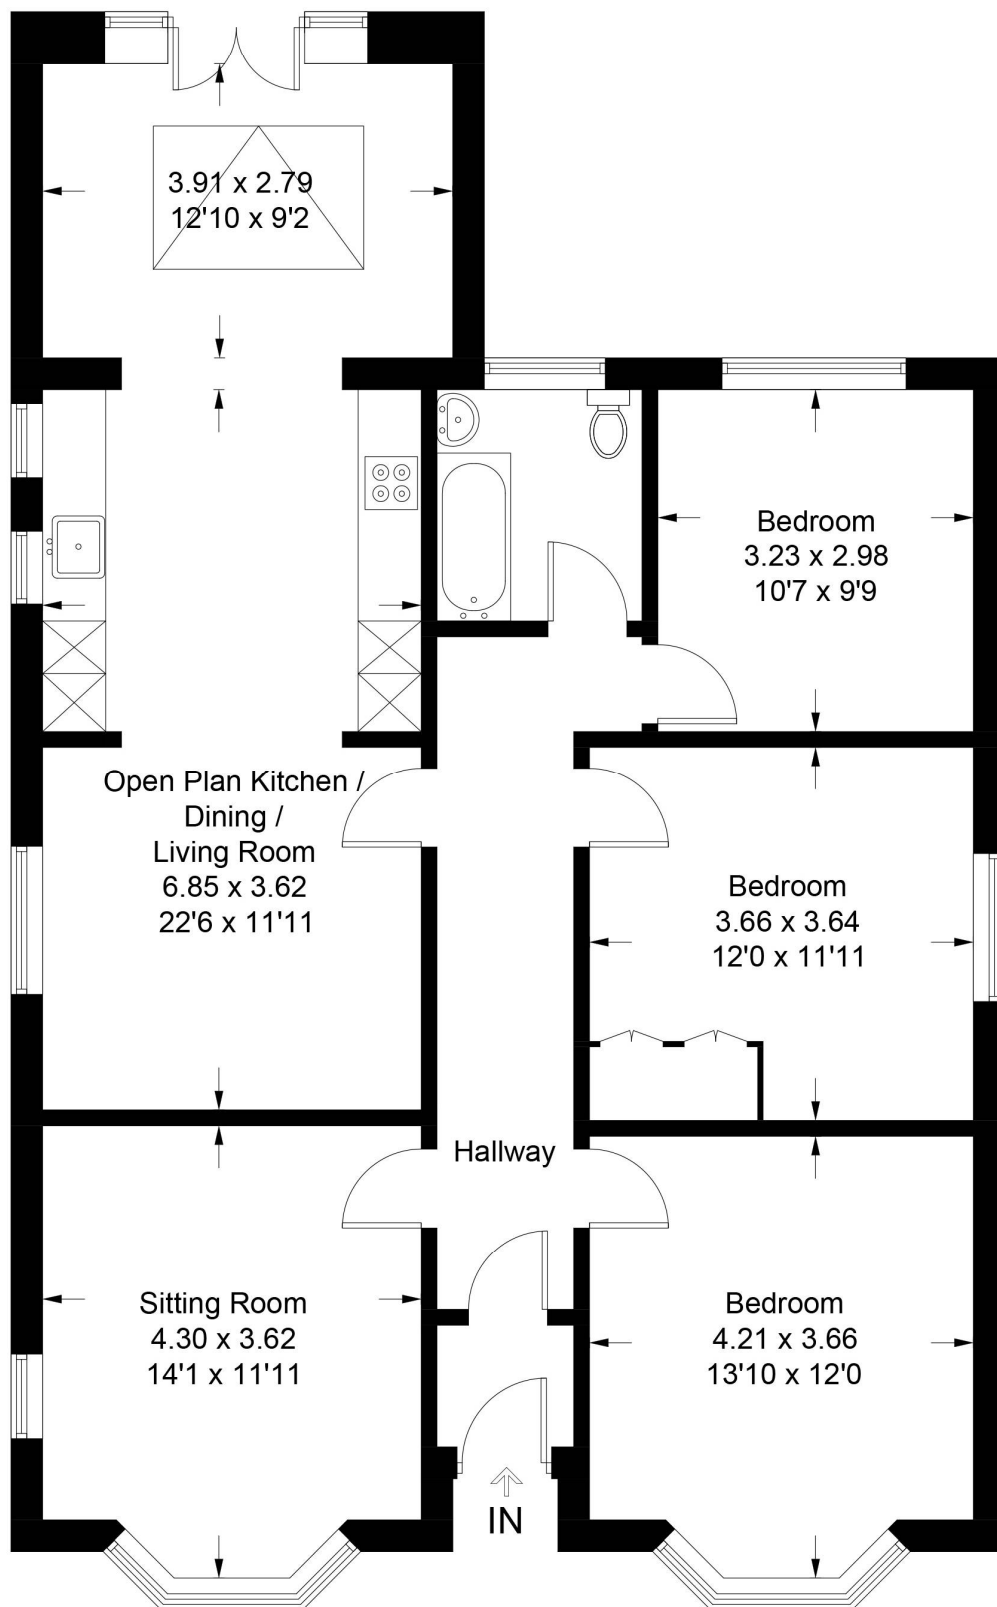 3.91 x 2.79
12'10 x 9'2
Bedroom
3.23 x 2.98
10'7 x 9'9
Open Plan Kitchen /
Dining /
Living Room
6.85 x 3.62
22'6 x 11'11
Bedroom
3.66 x 3.64
12'0 x 11'11
Hallway
Sitting Room
4.30 x 3.62
14'1 x 11'11
Bedroom
4.21 x 3.66
13'10 x 12'0
IN